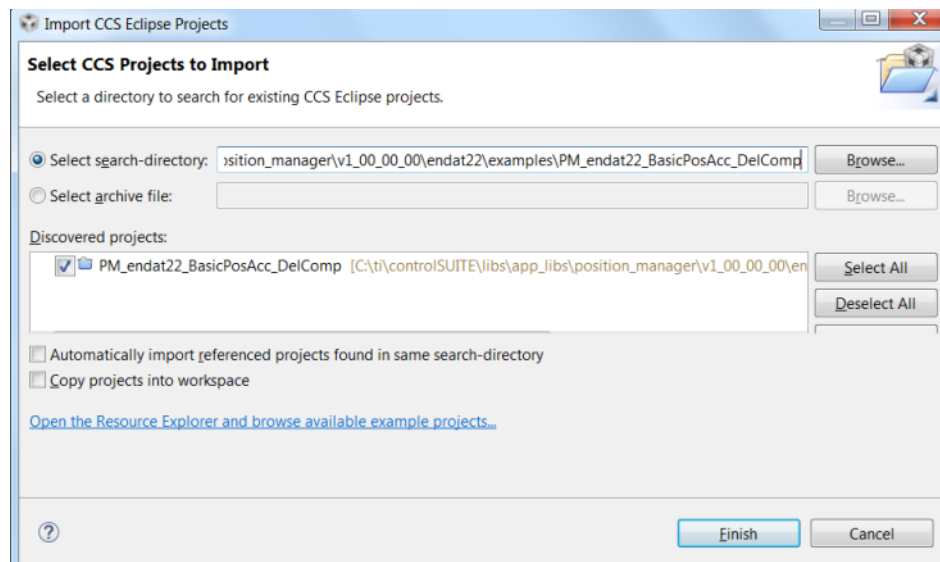 Import CCS Eclipse Projects
Select CCS Projects to Import
Select a directory to search for existing CCS Eclipse projects.
Select search-directory: osition_manager\v1_00_00_00\endat22\examples\PM_endat22_BasicPosAcc_DelComp Browse...
Select archive file: Browse...
Discovered projects:
PM_endat22_BasicPosAcc_DelComp [C:\ti\controlSUITE\libs\app_libs\position_manager\v1_00_00_00\en
Select All
Deselect All
Automatically import referenced projects found in same search-directory
Copy projects into workspace
Open the Resource Explorer and browse available example projects...
? Finish Cancel